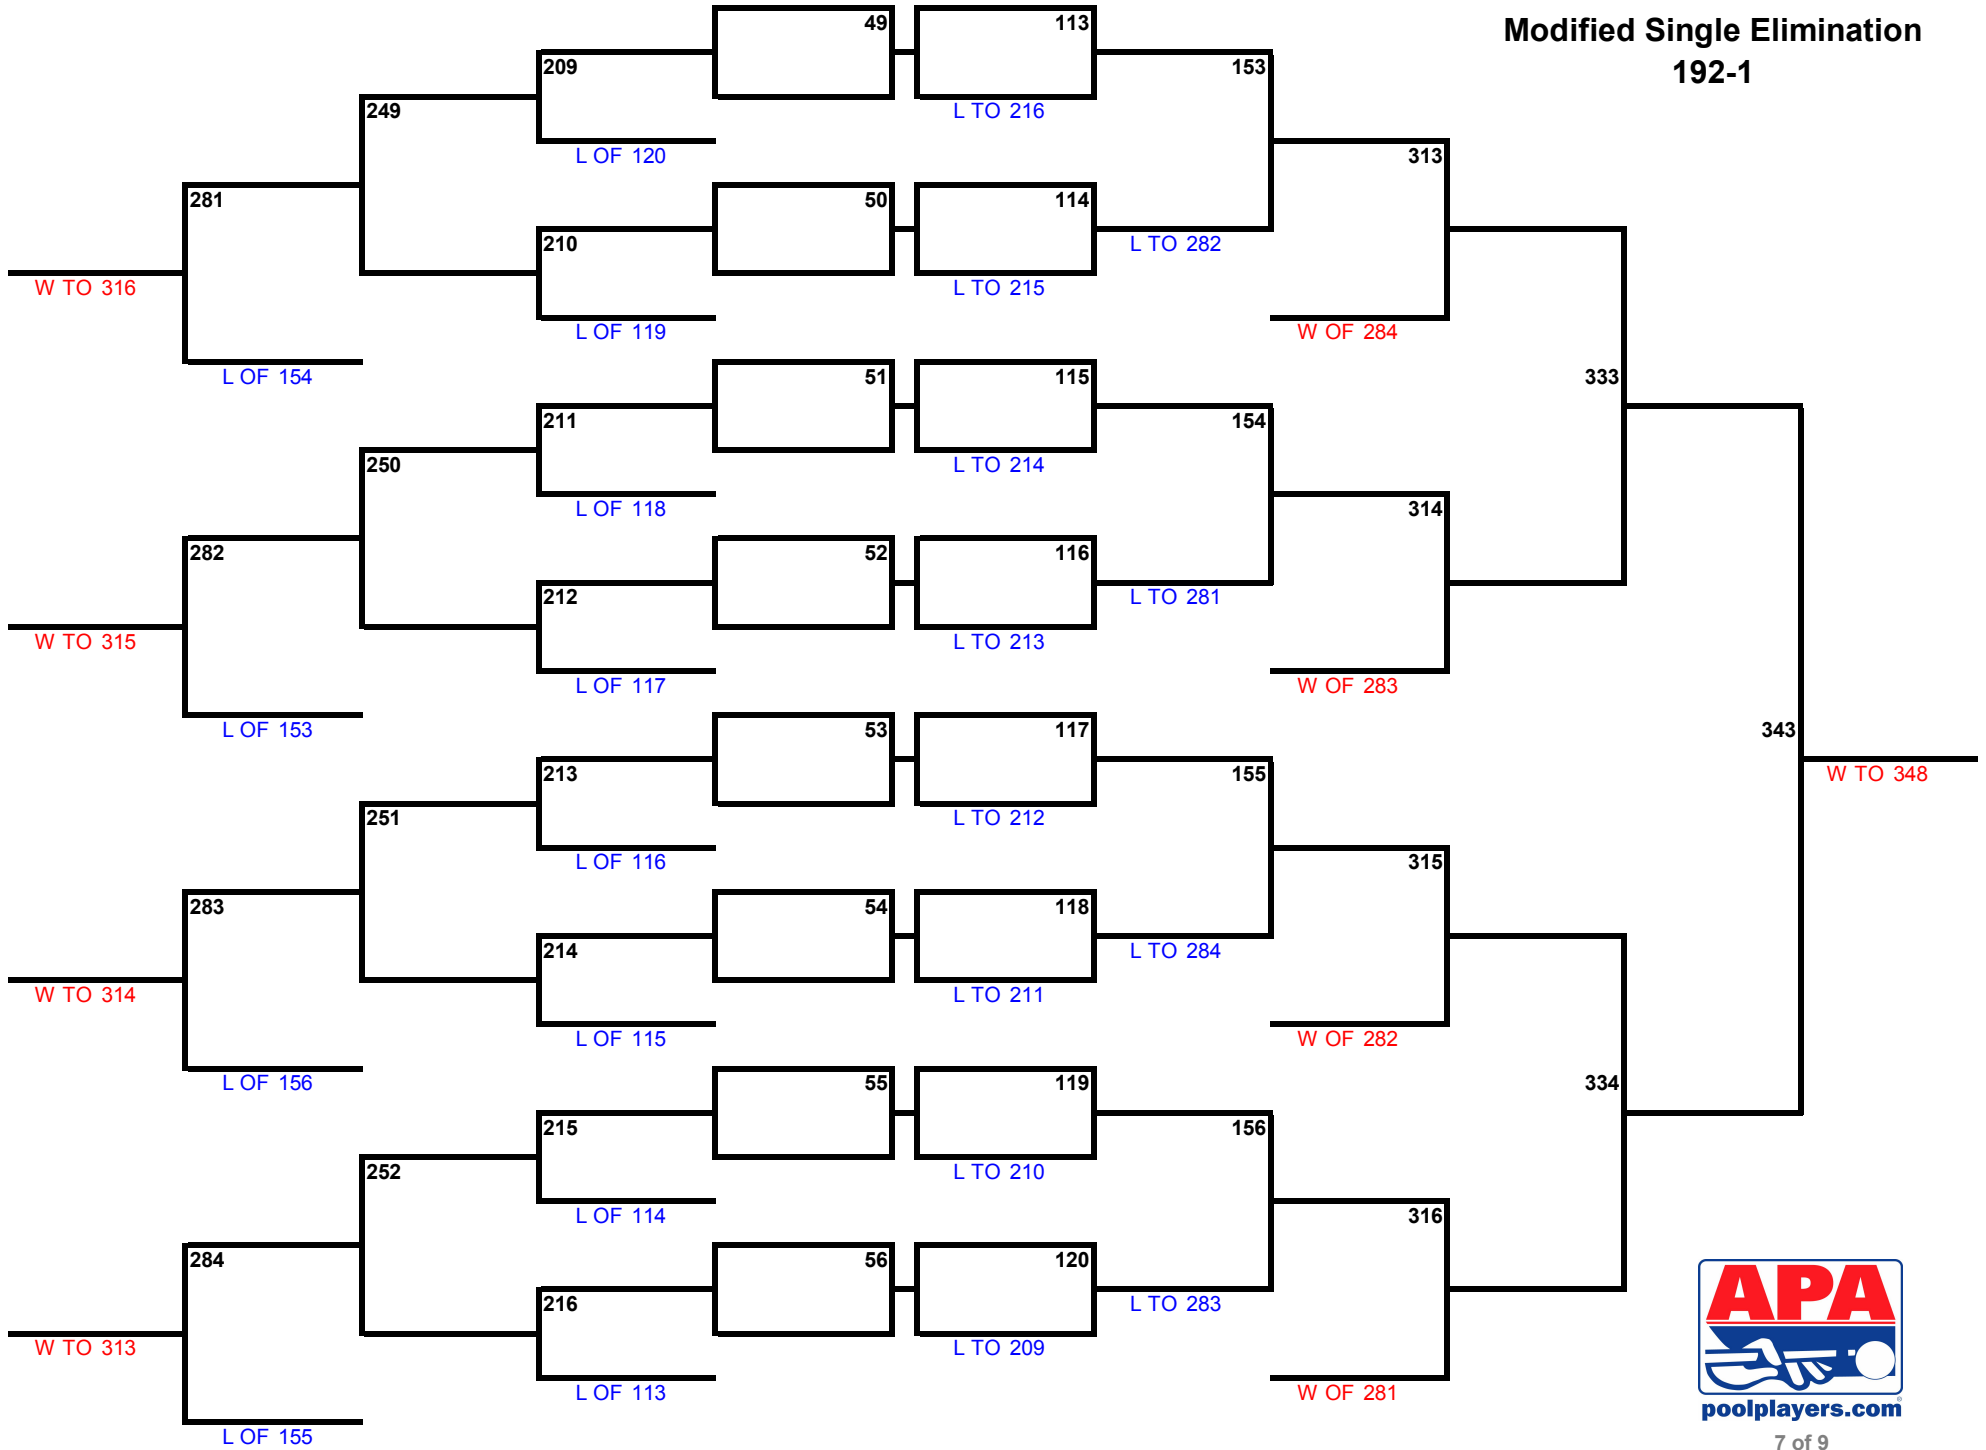 Modified Single Elimination
192-1
49 113
209 153
249 L TO 216
L OF 120 313
281 50 114
210 L TO 282
W TO 316 L TO 215
L OF 119 W OF 284
L OF 154 51 115 333
211 154
250 L TO 214
L OF 118 314
282 52 116
212 L TO 281
W TO 315 L TO 213
L OF 117 W OF 283
L OF 153 53 117 343
213 155 W TO 348
251 L TO 212
L OF 116 315
283 54 118
214 L TO 284
W TO 314 L TO 211
L OF 115 W OF 282
L OF 156 55 119 334
215 156
252 L TO 210
L OF 114 316
284 56 120
216 L TO 283
W TO 313 L TO 209
L OF 113 W OF 281
L OF 155
APA
poolplayers.com
7 of 9